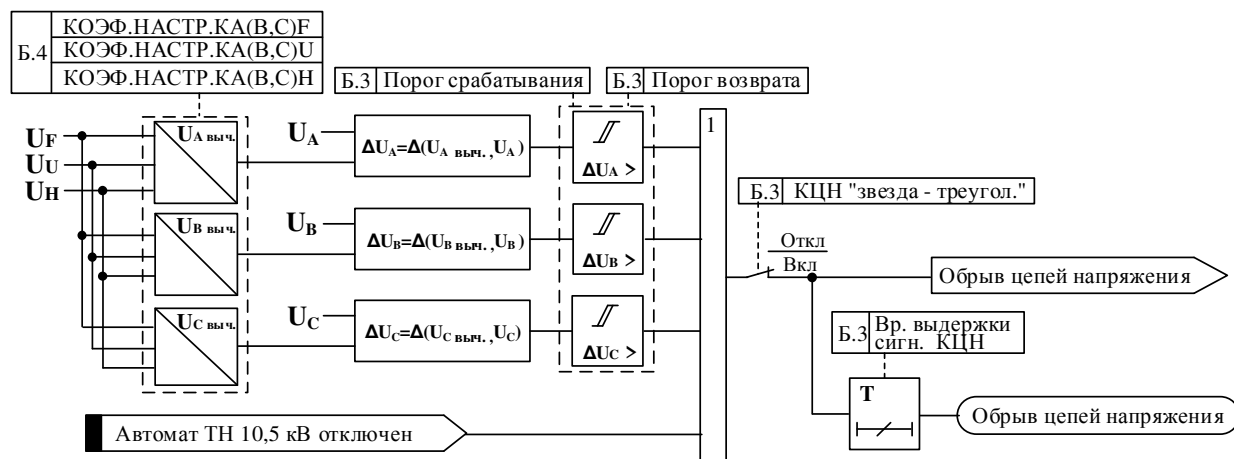 Б.4
КОЭФ.НАСТР.КА(В,С)F
КОЭФ.НАСТР.КА(В,С)U
КОЭФ.НАСТР.КА(В,С)H
Б.3 Порог срабатывания
Б.3 Порог возврата
UF
UU
UH
UA выч.
UA
ΔUA=Δ(UA выч.,UA)
ΔUA >
1
UB выч.
UB
ΔUB=Δ(UB выч.,UB)
ΔUB >
UC выч.
UC
ΔUC=Δ(UC выч.,UC)
ΔUC >
Б.3 КЦН "звезда - треугол."
Откл
Вкл
Обрыв цепей напряжения
Б.3
Вр. выдержки
сигн. КЦН
T
Обрыв цепей напряжения
Автомат ТН 10,5 кВ отключен